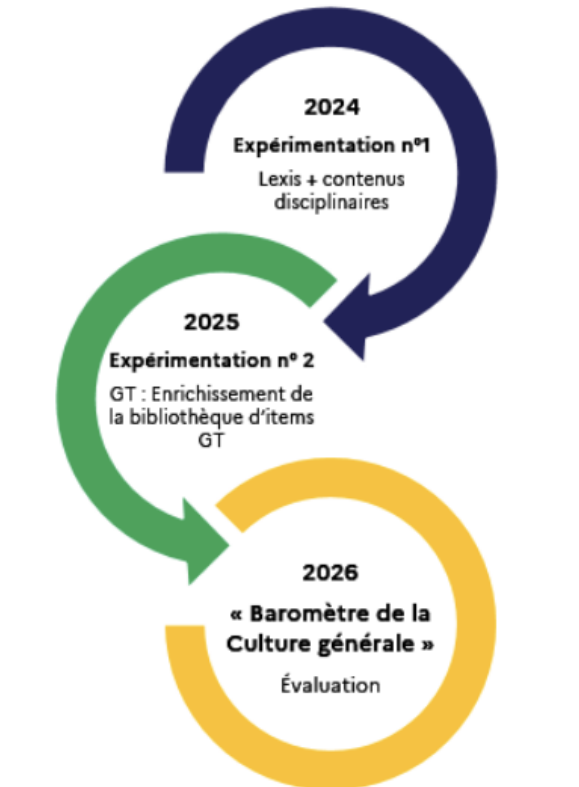 2024
Expérimentation n°1
Lexis + contenus
disciplinaires
2025
Expérimentation n° 2
GT : Enrichissement de
la bibliothèque d’items
GT
2026
« Baromètre de la
Culture générale »
Évaluation